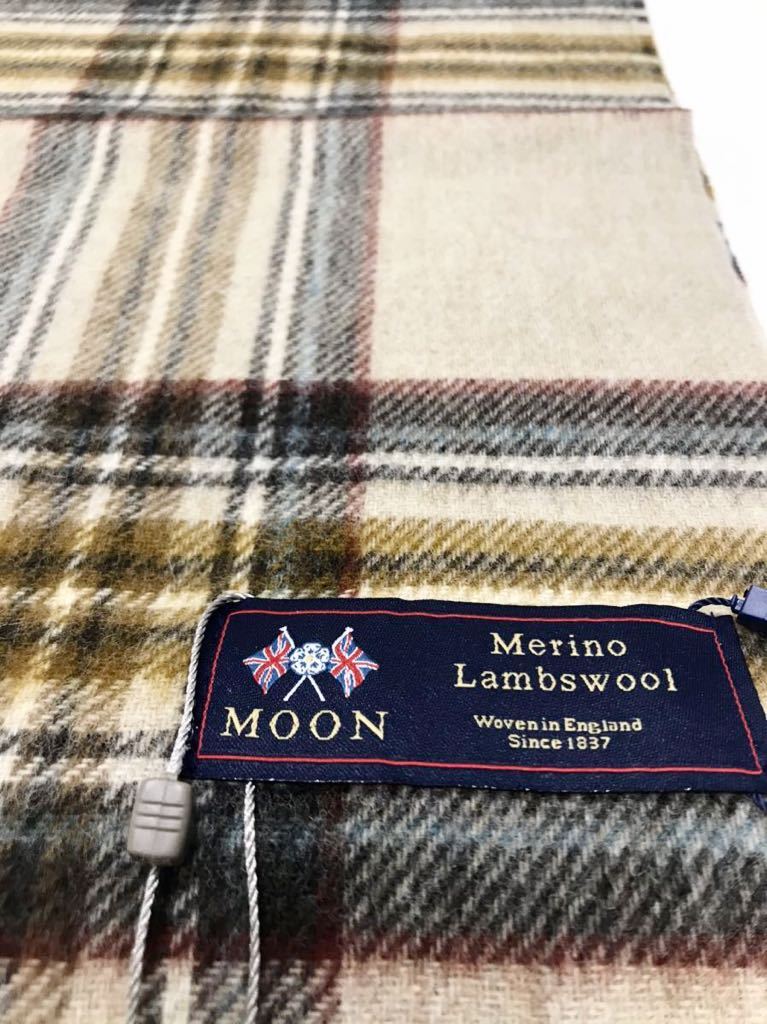 MOON
Merino
Lambswool
Woven in England
Since 1837